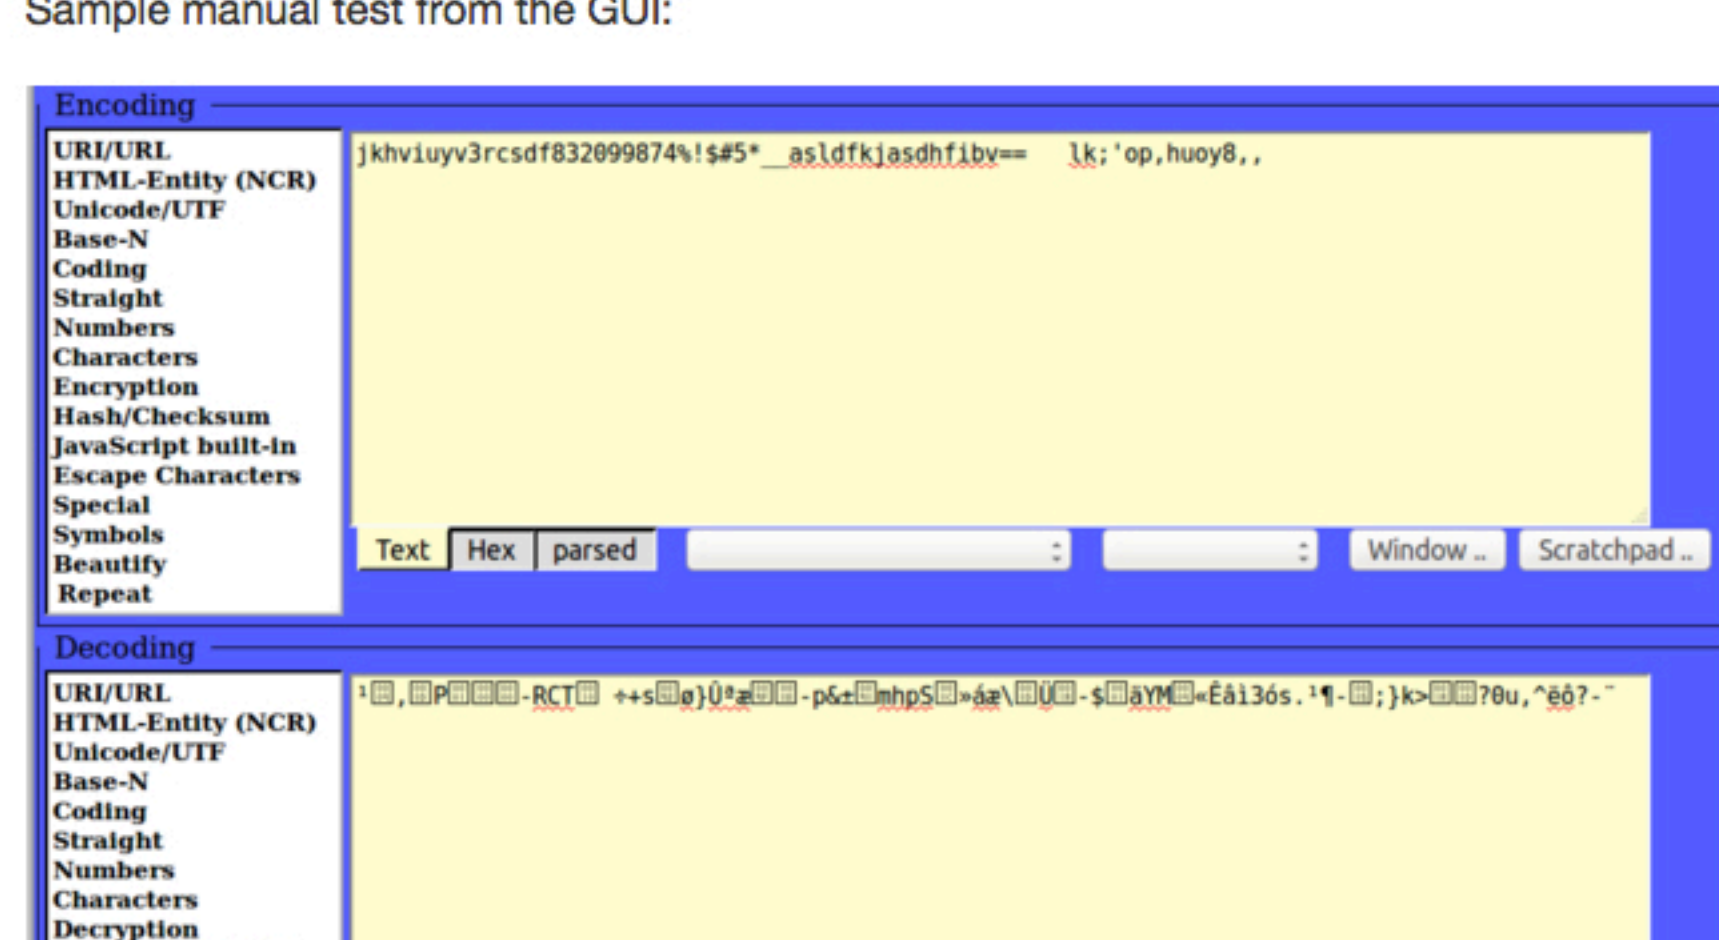 Sample manual test from the GUI:
Encoding
URI/URL
HTML-Entity (NCR)
Unicode/UTF
Base-N
Coding
Straight
Numbers
Characters
Encryption
Hash/Checksum
JavaScript built-in
Escape Characters
Special
Symbols
Beautify
Repeat
jkhviuyv3rcsdf832099874%!$#5*__asldfkjasdhfibv==   lk;'op,huoy8,,
Text Hex parsed Window .. Scratchpad ..
Decoding
URI/URL
HTML-Entity (NCR)
Unicode/UTF
Base-N
Coding
Straight
Numbers
Characters
Decryption